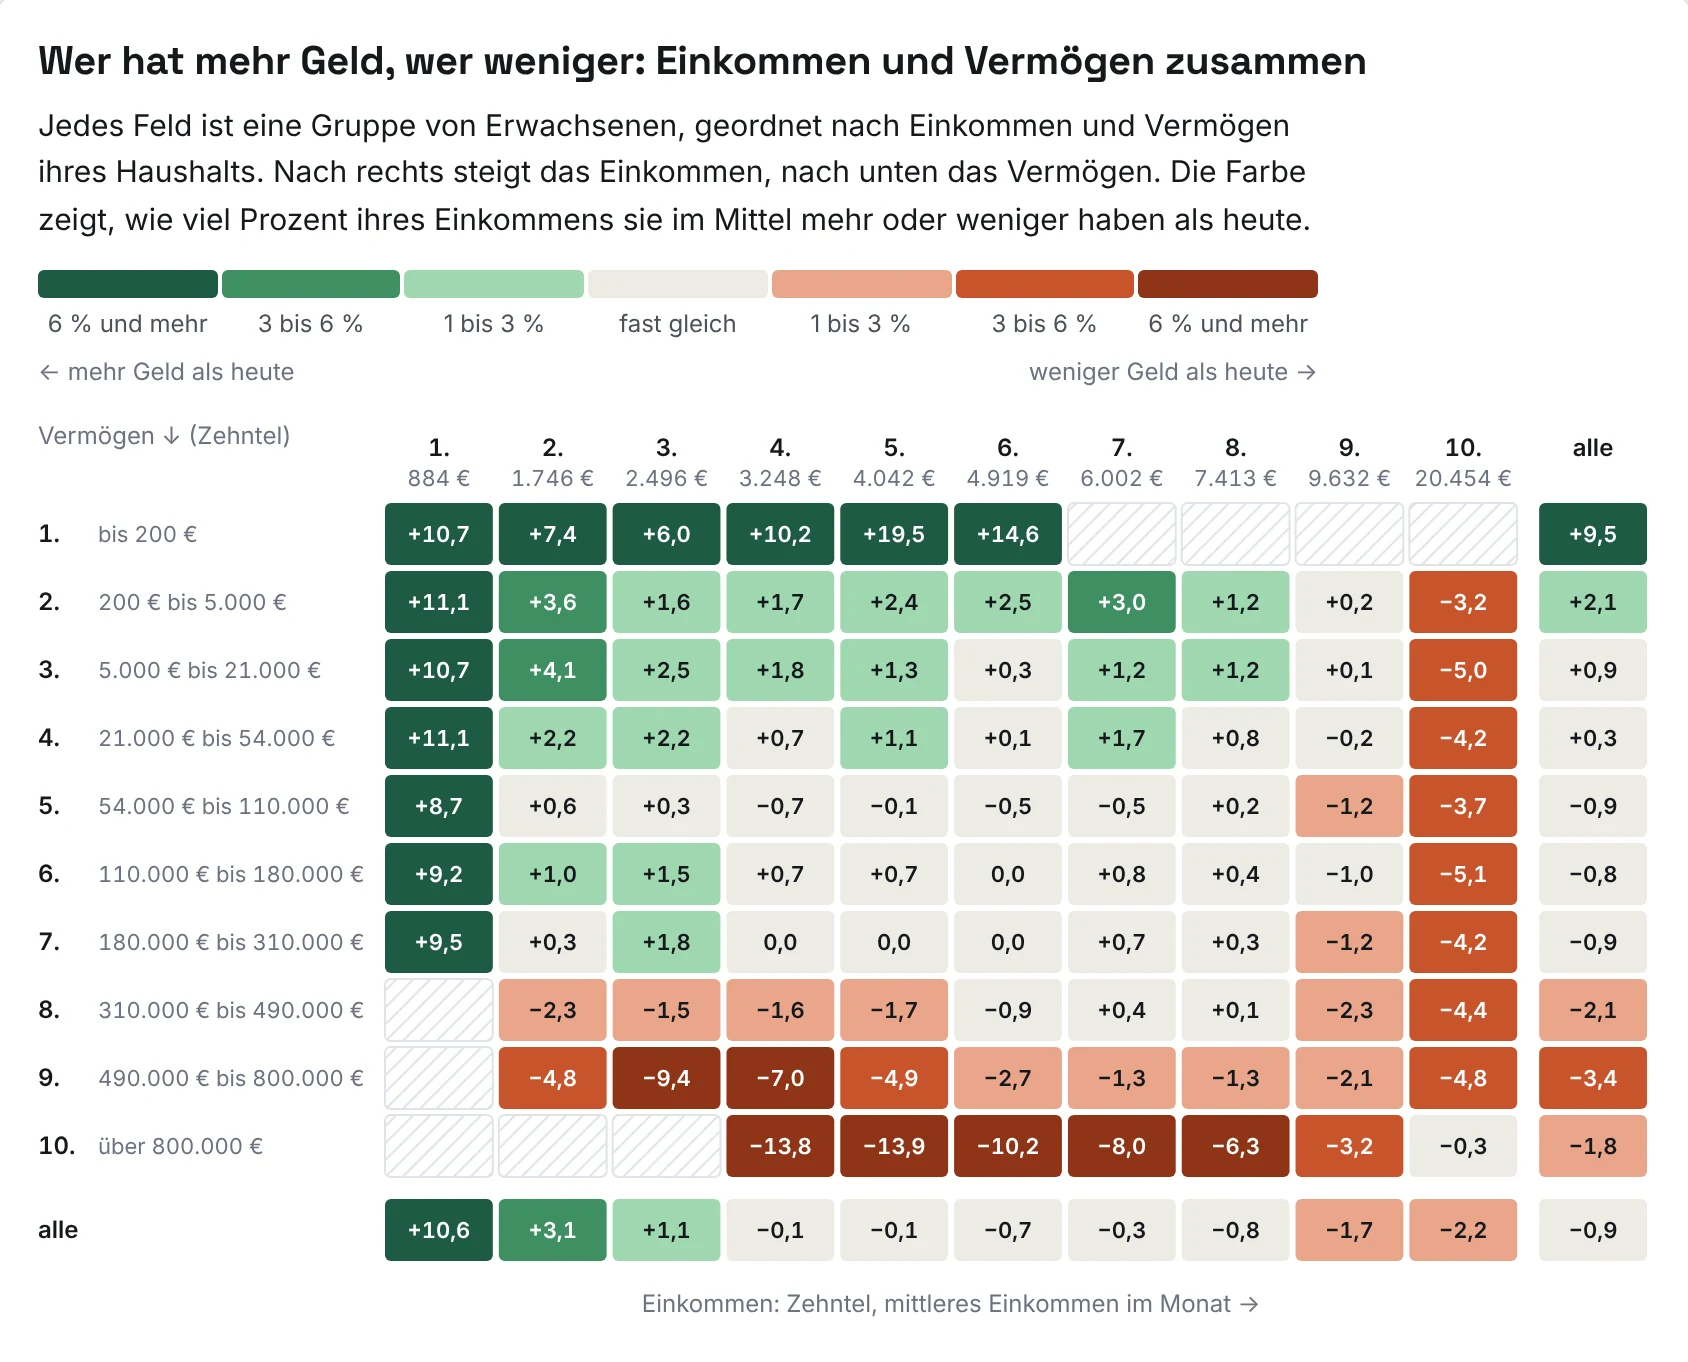 Wer hat mehr Geld, wer weniger: Einkommen und Vermögen zusammen
Jedes Feld ist eine Gruppe von Erwachsenen, geordnet nach Einkommen und Vermögen
ihres Haushalts. Nach rechts steigt das Einkommen, nach unten das Vermögen. Die Farbe
zeigt, wie viel Prozent ihres Einkommens sie im Mittel mehr oder weniger haben als heute.
6 % und mehr 3 bis 6 % 1 bis 3 % fast gleich 1 bis 3 % 3 bis 6 % 6 % und mehr
← mehr Geld als heute weniger Geld als heute →
Vermögen ↓ (Zehntel)
1. 2. 3. 4. 5. 6. 7. 8. 9. 10. alle
884 € 1.746 € 2.496 € 3.248 € 4.042 € 4.919 € 6.002 € 7.413 € 9.632 € 20.454 €
1. bis 200 € +10,7 +7,4 +6,0 +10,2 +19,5 +14,6 +9,5
2. 200 € bis 5.000 € +11,1 +3,6 +1,6 +1,7 +2,4 +2,5 +3,0 +1,2 +0,2 −3,2 +2,1
3. 5.000 € bis 21.000 € +10,7 +4,1 +2,5 +1,8 +1,3 +0,3 +1,2 +1,2 +0,1 −5,0 +0,9
4. 21.000 € bis 54.000 € +11,1 +2,2 +2,2 +0,7 +1,1 +0,1 +1,7 +0,8 −0,2 −4,2 +0,3
5. 54.000 € bis 110.000 € +8,7 +0,6 +0,3 −0,7 −0,1 −0,5 −0,5 +0,2 −1,2 −3,7 −0,9
6. 110.000 € bis 180.000 € +9,2 +1,0 +1,5 +0,7 +0,7 0,0 +0,8 +0,4 −1,0 −5,1 −0,8
7. 180.000 € bis 310.000 € +9,5 +0,3 +1,8 0,0 0,0 0,0 +0,7 +0,3 −1,2 −4,2 −0,9
8. 310.000 € bis 490.000 € −2,3 −1,5 −1,6 −1,7 −0,9 +0,4 +0,1 −2,3 −4,4 −2,1
9. 490.000 € bis 800.000 € −4,8 −9,4 −7,0 −4,9 −2,7 −1,3 −1,3 −2,1 −4,8 −3,4
10. über 800.000 € −13,8 −13,9 −10,2 −8,0 −6,3 −3,2 −0,3 −1,8
alle +10,6 +3,1 +1,1 −0,1 −0,1 −0,7 −0,3 −0,8 −1,7 −2,2 −0,9
Einkommen: Zehntel, mittleres Einkommen im Monat →